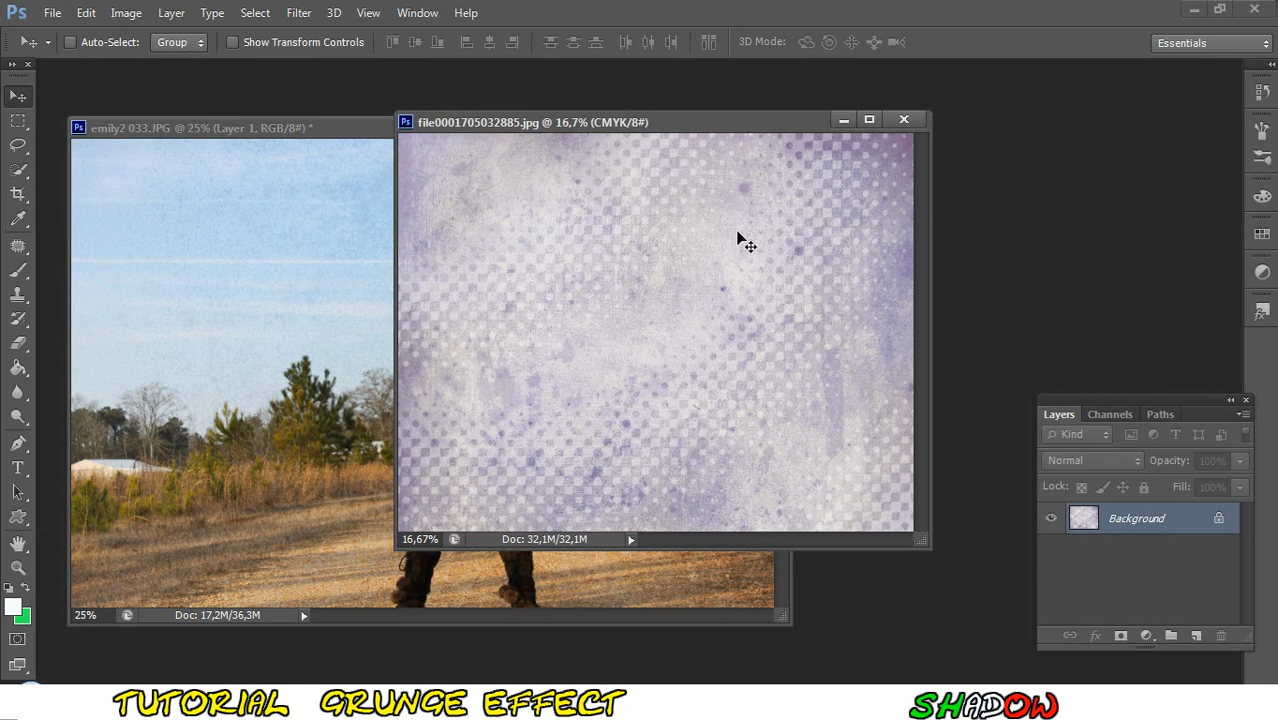 Ps File Edit Image Layer Type Select Filter 3D View Window Help
Auto-Select: Group Show Transform Controls 3D Mode: Essentials
emily2 033.JPG @ 25% (Layer 1, RGB/8#) *
file0001705032885.jpg @ 16,7% (CMYK/8#)
16,67% Doc: 32,1M/32,1M
25% Doc: 17,2M/36,3M
Layers Channels Paths
Kind
Normal Opacity: 100%
Lock: Fill: 100%
Background
TUTORIAL GRUNGE EFFECT SHADOW